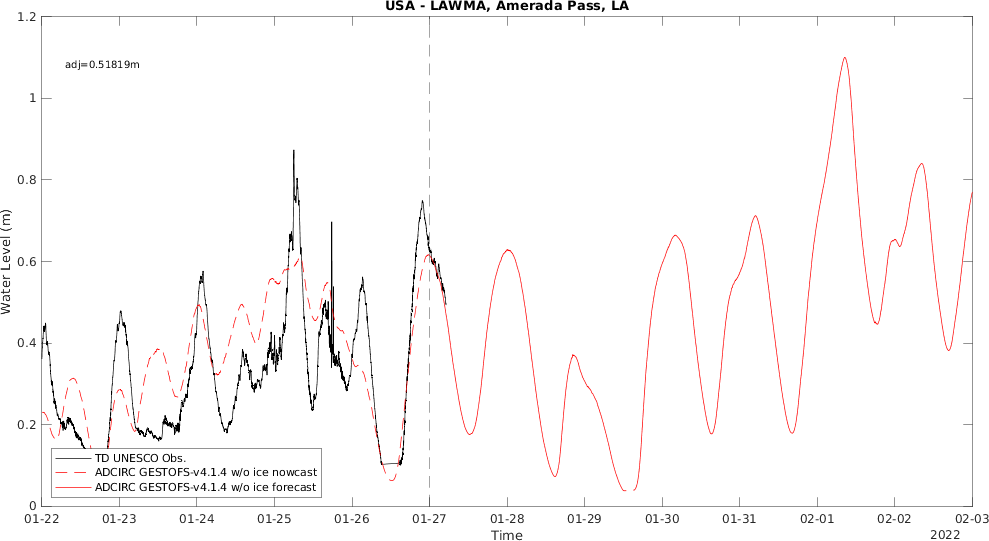 USA - LAWMA, Amerada Pass, LA
1.2
adj=0.51819m
1
0.8
0.6
0.4
0.2
0
Water Level (m)
TD UNESCO Obs.
ADCIRC GESTOFS-v4.1.4 w/o ice nowcast
ADCIRC GESTOFS-v4.1.4 w/o ice forecast
01-22 01-23 01-24 01-25 01-26 01-27 01-28 01-29 01-30 01-31 02-01 02-02 02-03
Time
2022